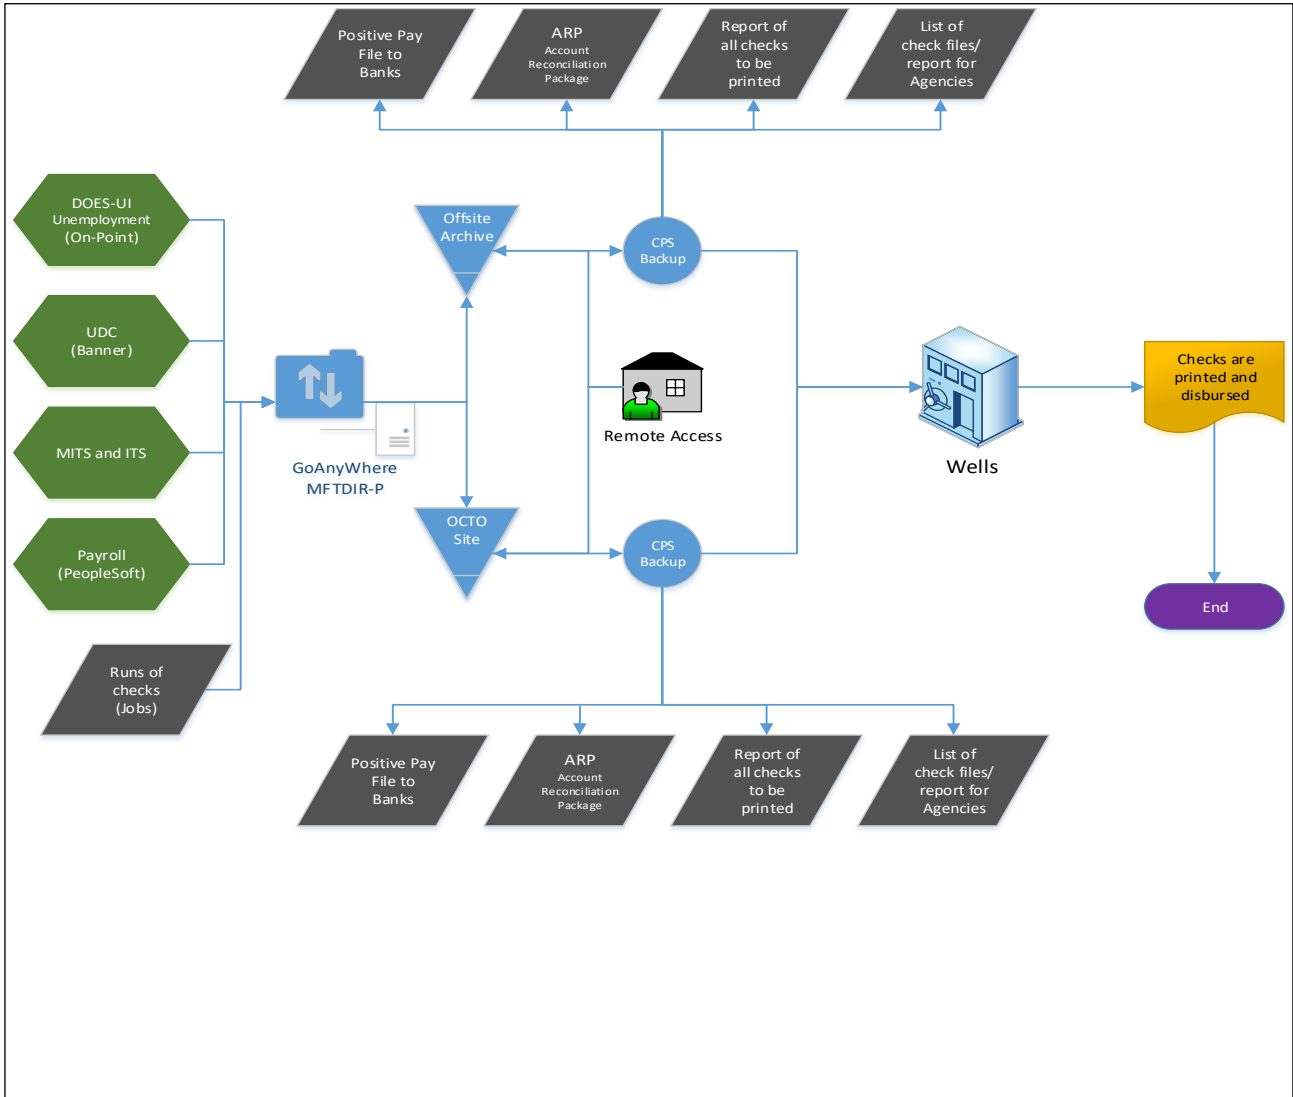 Positive Pay
File to
Banks
ARP
Account
Reconciliation
Package
Report of
all checks
to be
printed
List of
check files/
report for
Agencies
DOES-UI
Unemployment
(On-Point)
UDC
(Banner)
MITS and ITS
Payroll
(PeopleSoft)
Runs of
checks
(Jobs)
GoAnyWhere
MFTDIR-P
Offsite
Archive
OCTO
Site
CPS
Backup
Remote Access
CPS
Backup
Wells
Checks are
printed and
disbursed
End
Positive Pay
File to
Banks
ARP
Account
Reconciliation
Package
Report of
all checks
to be
printed
List of
check files/
report for
Agencies